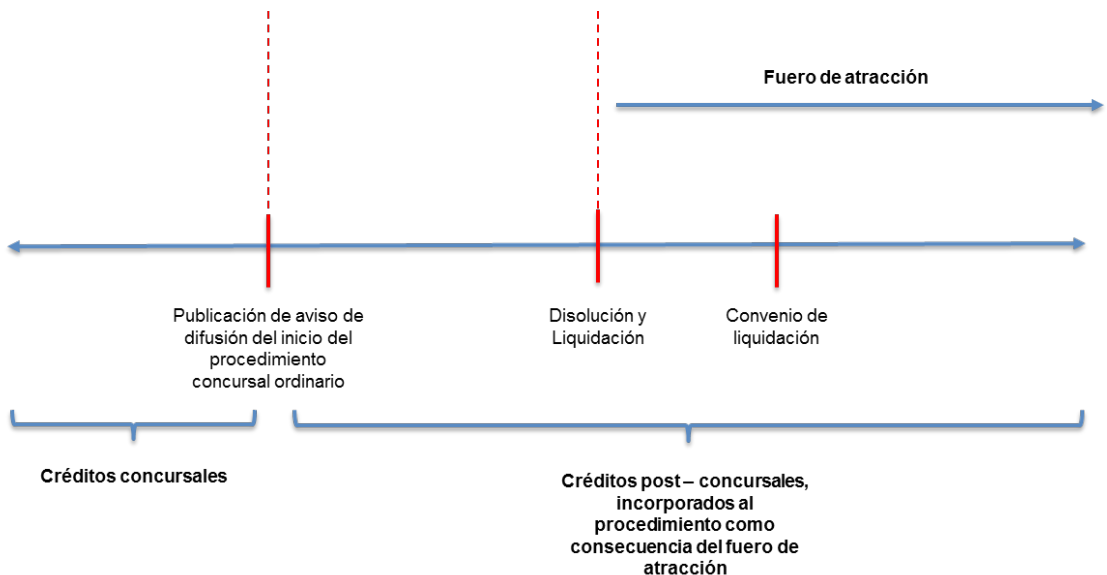 Fuero de atracción
Publicación de aviso de
difusión del inicio del
procedimiento
concursal ordinario
Disolución y
Liquidación
Convenio de
liquidación
Créditos concursales
Créditos post – concursales,
incorporados al
procedimiento como
consecuencia del fuero de
atracción